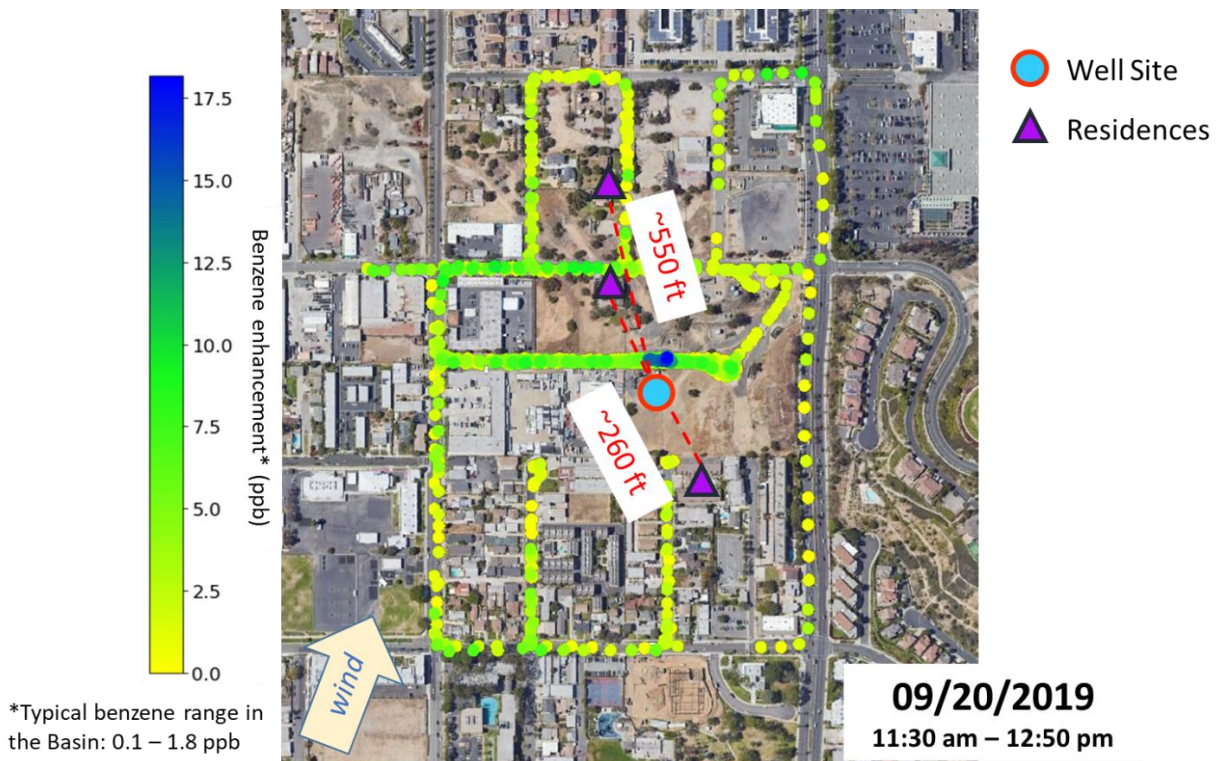 17.5
15.0
12.5
10.0
7.5
5.0
2.5
0.0
Benzene enhancement* (ppb)
*Typical benzene range in
the Basin: 0.1 – 1.8 ppb
wind
~550 ft
~260 ft
Well Site
Residences
09/20/2019
11:30 am – 12:50 pm